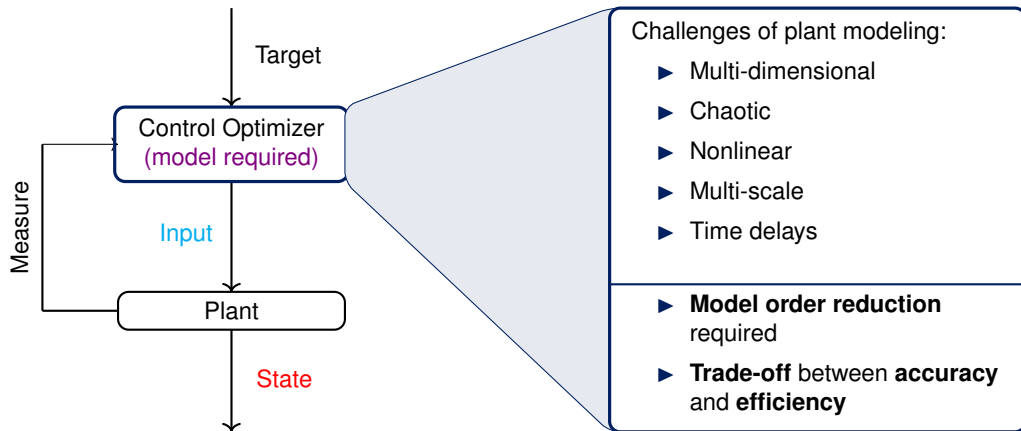 Target
Control Optimizer
(model required)
Measure
Input
Plant
State
Challenges of plant modeling:
Multi-dimensional
Chaotic
Nonlinear
Multi-scale
Time delays
Model order reduction
required
Trade-off between accuracy
and efficiency